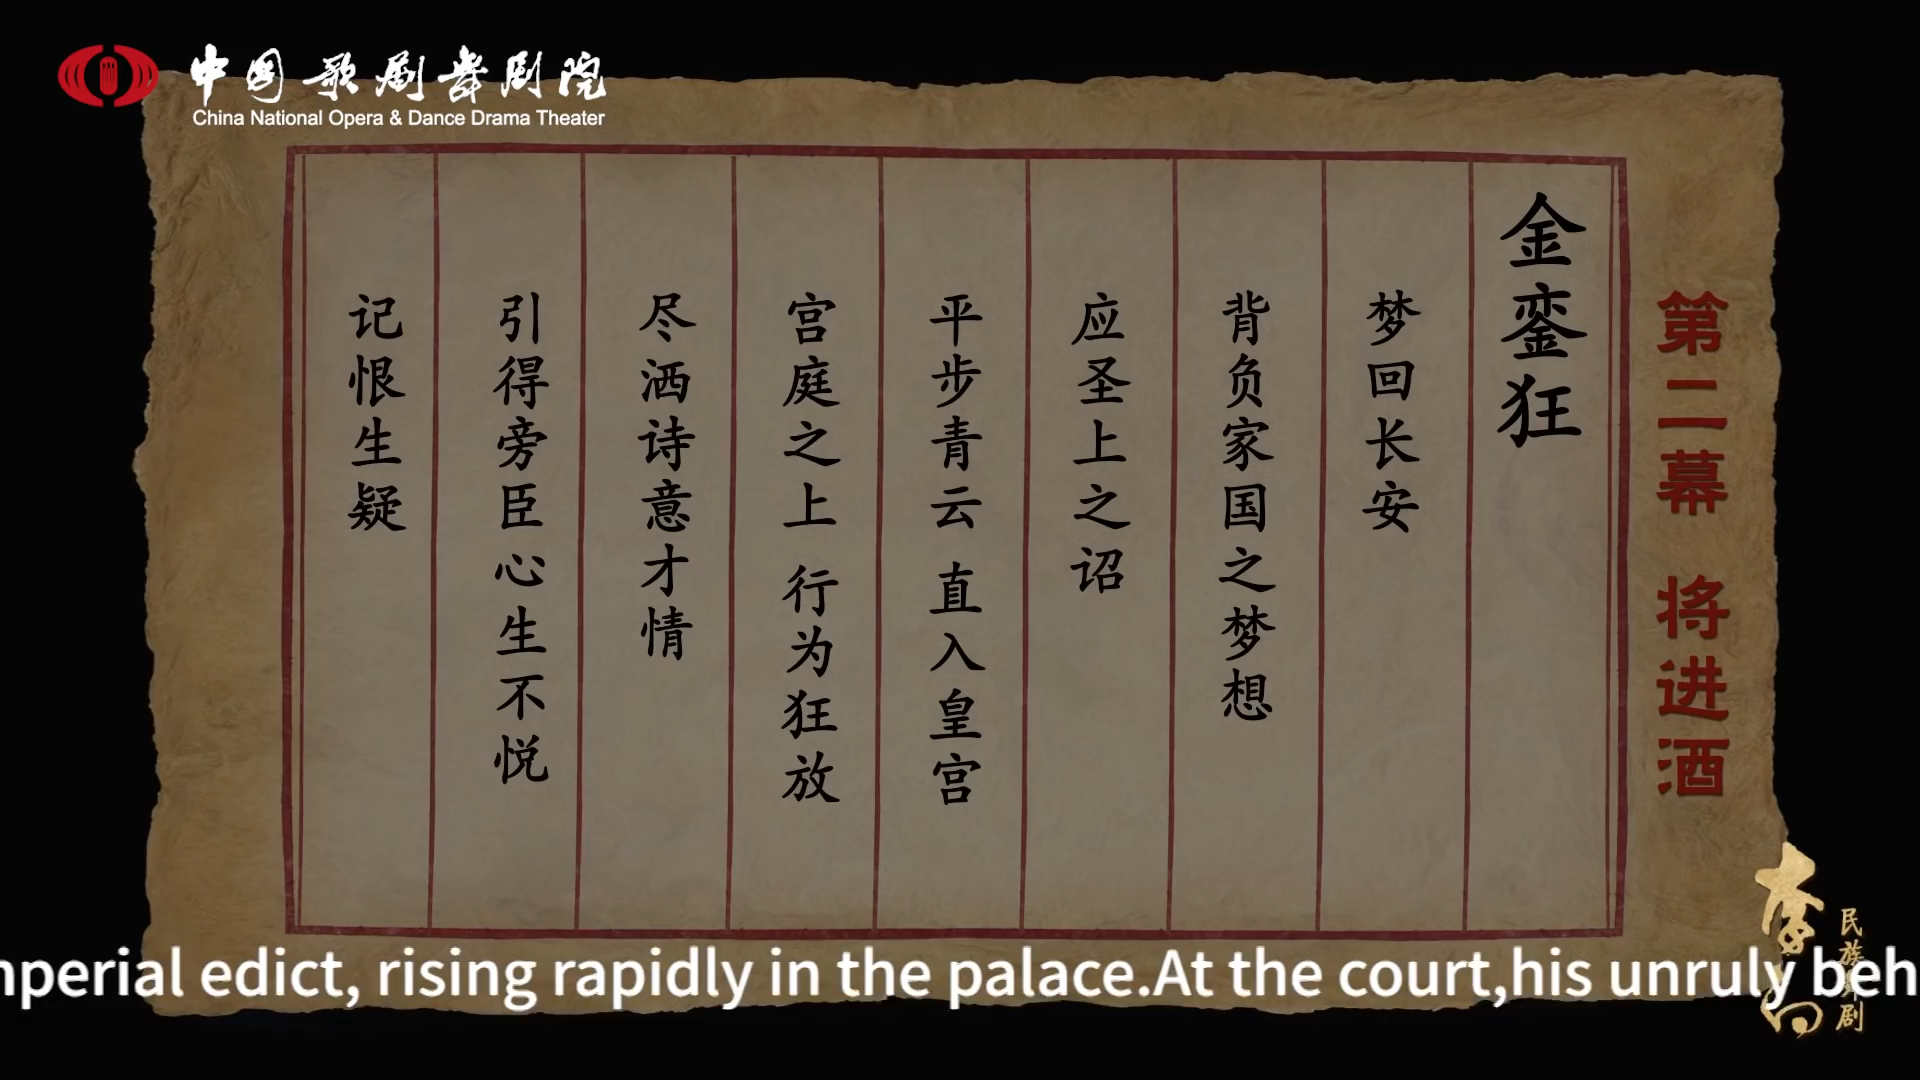 中国歌剧舞剧院
China National Opera & Dance Drama Theater
第二幕 将进酒
金銮狂
梦回长安
背负家国之梦想
应圣上之诏
平步青云 直入皇宫
宫庭之上 行为狂放
尽洒诗意才情
引得旁臣心生不悦
记恨生疑
edict, rising rapidly in the palace.At the court,his unruly
李白
民族舞剧